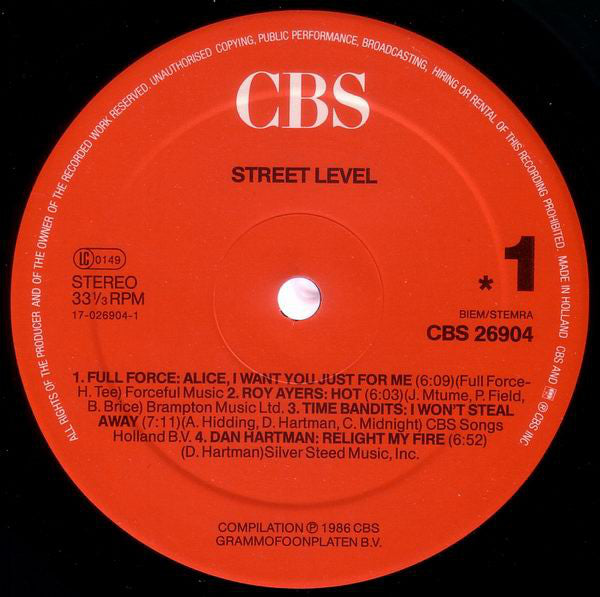 ALL RIGHTS OF THE PRODUCER AND OF THE OWNER OF THE RECORDED WORK RESERVED. UNAUTHORISED COPYING, PUBLIC PERFORMANCE, BROADCASTING, HIRING OR RENTAL OF THIS RECORDING PROHIBITED. MADE IN HOLLAND CBS AND ℗ CBS INC
CBS
STREET LEVEL
LC 0149
STEREO
33⅓ RPM
17-026904-1
* 1
BIEM/STEMRA
CBS 26904
1. FULL FORCE: ALICE, I WANT YOU JUST FOR ME (6:09)(Full Force-
H. Tee) Forceful Music 2. ROY AYERS: HOT (6:03)(J. Mtume, P. Field,
B. Brice) Brampton Music Ltd. 3. TIME BANDITS: I WON'T STEAL
AWAY (7:11)(A. Hidding, D. Hartman, C. Midnight) CBS Songs
Holland B.V. 4. DAN HARTMAN: RELIGHT MY FIRE (6:52)
(D. Hartman)Silver Steed Music, Inc.
COMPILATION ℗ 1986 CBS
GRAMMOFOONPLATEN B.V.